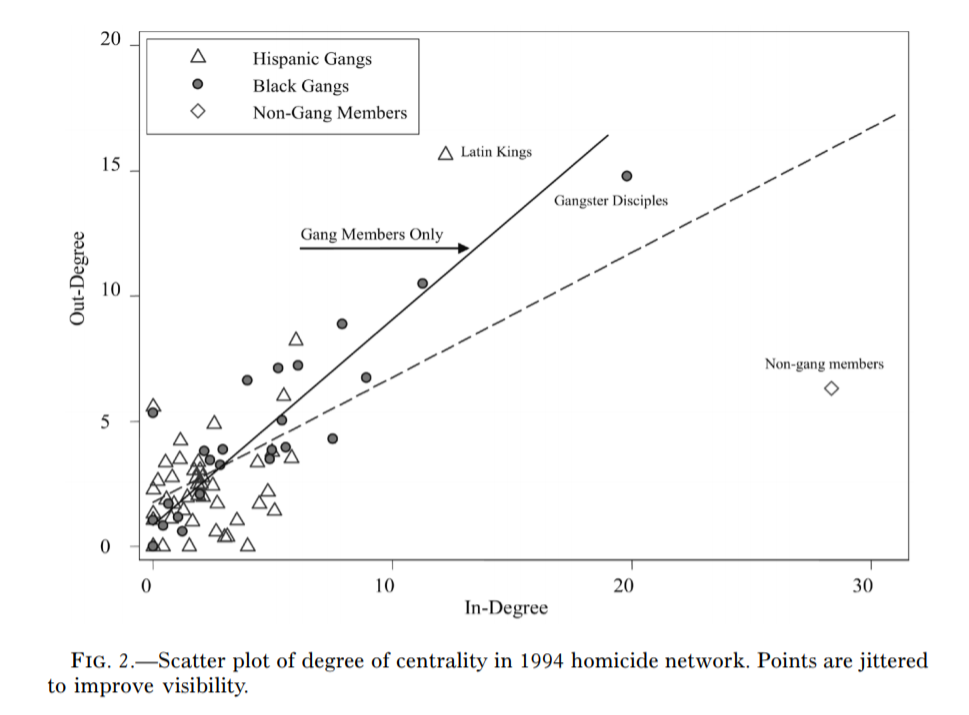 20
Hispanic Gangs
Black Gangs
Non-Gang Members
15
Latin Kings
Gangster Disciples
Gang Members Only
Out-Degree
10
Non-gang members
5
0
0 10 20 30
In-Degree
FIG. 2.—Scatter plot of degree of centrality in 1994 homicide network. Points are jittered
to improve visibility.